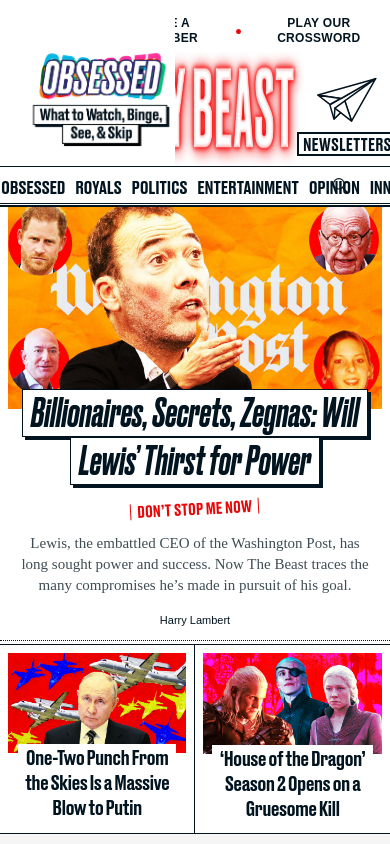 E A
BER
PLAY OUR
CROSSWORD
OBSESSED
What to Watch, Binge,
See, & Skip
Y BEAST
NEWSLETTERS
OBSESSED ROYALS POLITICS ENTERTAINMENT OPINION INN
Washington
Post
Billionaires, Secrets, Zegnas: Will
Lewis’ Thirst for Power
DON’T STOP ME NOW
Lewis, the embattled CEO of the Washington Post, has
long sought power and success. Now The Beast traces the
many compromises he’s made in pursuit of his goal.
Harry Lambert
One-Two Punch From
the Skies Is a Massive
Blow to Putin
‘House of the Dragon’
Season 2 Opens on a
Gruesome Kill